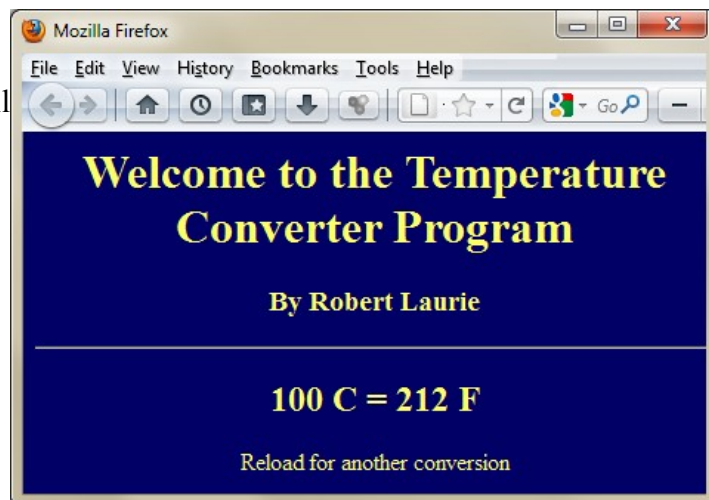 Mozilla Firefox
File Edit View History Bookmarks Tools Help
Go
Welcome to the Temperature
Converter Program
By Robert Laurie
100 C = 212 F
Reload for another conversion